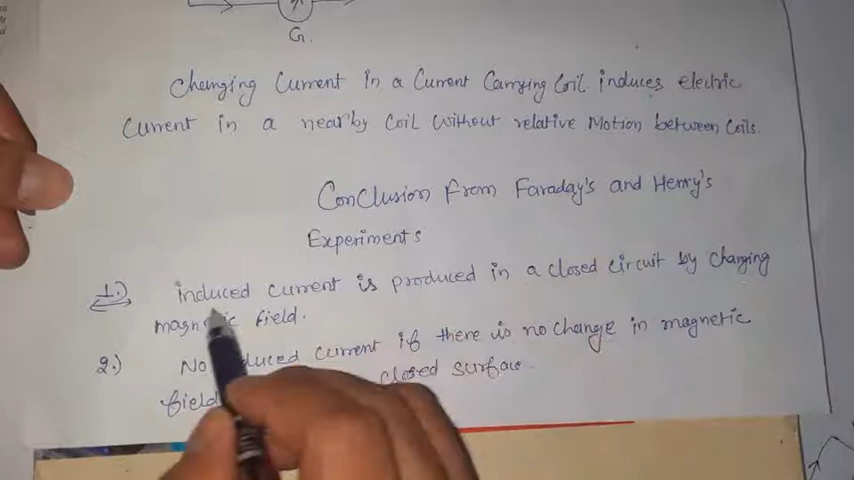 G.
Changing Current in a Current Carrying Coil induces electric
Current in a nearby Coil Without relative Motion between Coils.
Conclusion from Faraday's and Henry's
Experiments
1.) induced current is produced in a closed circuit by changing
field.
2.) No current if there is no change in magnetic
field closed surface.